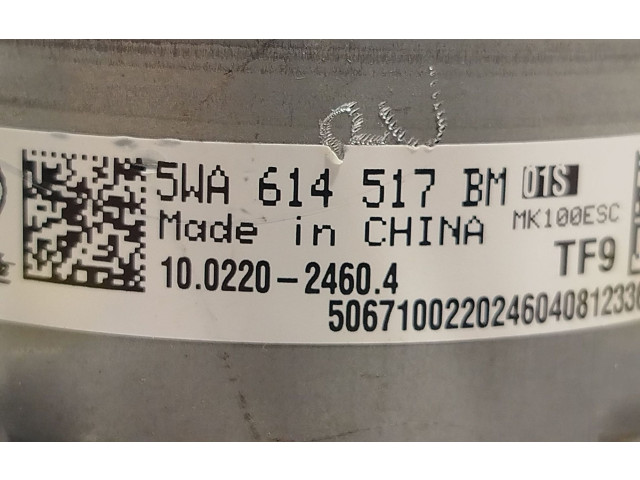 5WA 614 517 BM 01S
Made in CHINA MK100ESC
10.0220-2460.4 TF9
506710022024604081233